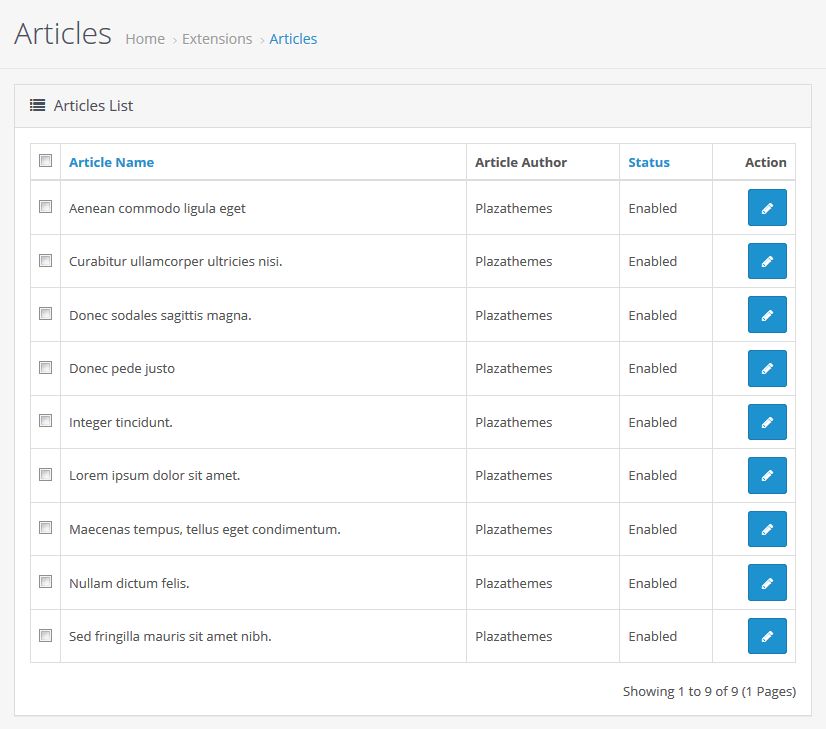 Articles Home › Extensions › Articles
Articles List
Article Name Article Author Status Action
Aenean commodo ligula eget Plazathemes Enabled
Curabitur ullamcorper ultricies nisi. Plazathemes Enabled
Donec sodales sagittis magna. Plazathemes Enabled
Donec pede justo Plazathemes Enabled
Integer tincidunt. Plazathemes Enabled
Lorem ipsum dolor sit amet. Plazathemes Enabled
Maecenas tempus, tellus eget condimentum. Plazathemes Enabled
Nullam dictum felis. Plazathemes Enabled
Sed fringilla mauris sit amet nibh. Plazathemes Enabled
Showing 1 to 9 of 9 (1 Pages)